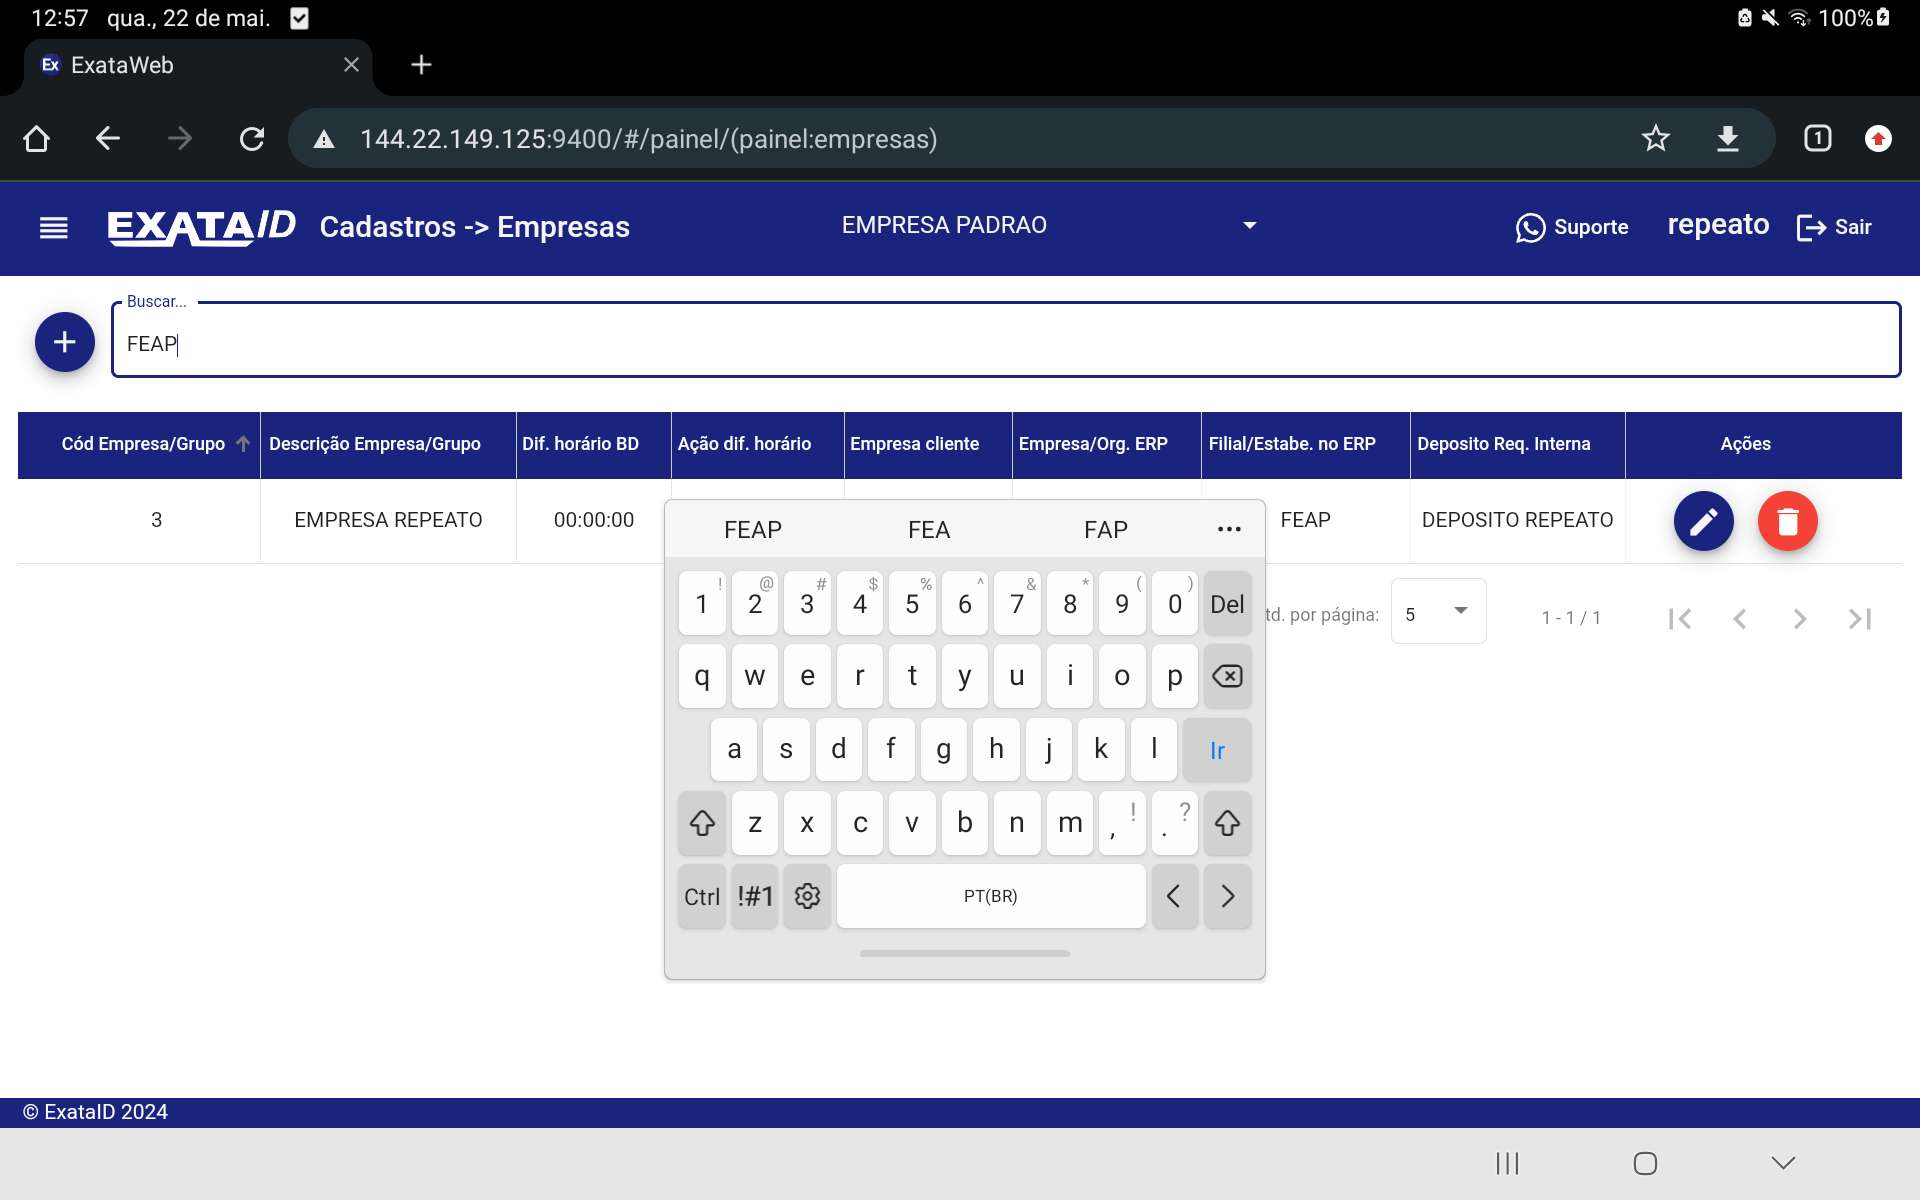 12:57 qua., 22 de mai. 100%
Ex ExataWeb
144.22.149.125:9400/#/painel/(painel:empresas) 1
EXATA/D Cadastros -> Empresas EMPRESA PADRAO Suporte repeato Sair
Buscar...
FEAP
Cód Empresa/Grupo Descrição Empresa/Grupo Dif. horário BD Ação dif. horário Empresa cliente Empresa/Org. ERP Filial/Estabe. no ERP Deposito Req. Interna Ações
3 EMPRESA REPEATO 00:00:00 FEAP DEPOSITO REPEATO
FEAP FEA FAP ...
! @ # $ % ^ & * ( )
1 2 3 4 5 6 7 8 9 0 Del
td. por página: 5 1 - 1 / 1
q w e r t y u i o p
a s d f g h j k l Ir
z x c v b n m , ! . ?
Ctrl !#1 PT(BR) < >
© ExataID 2024